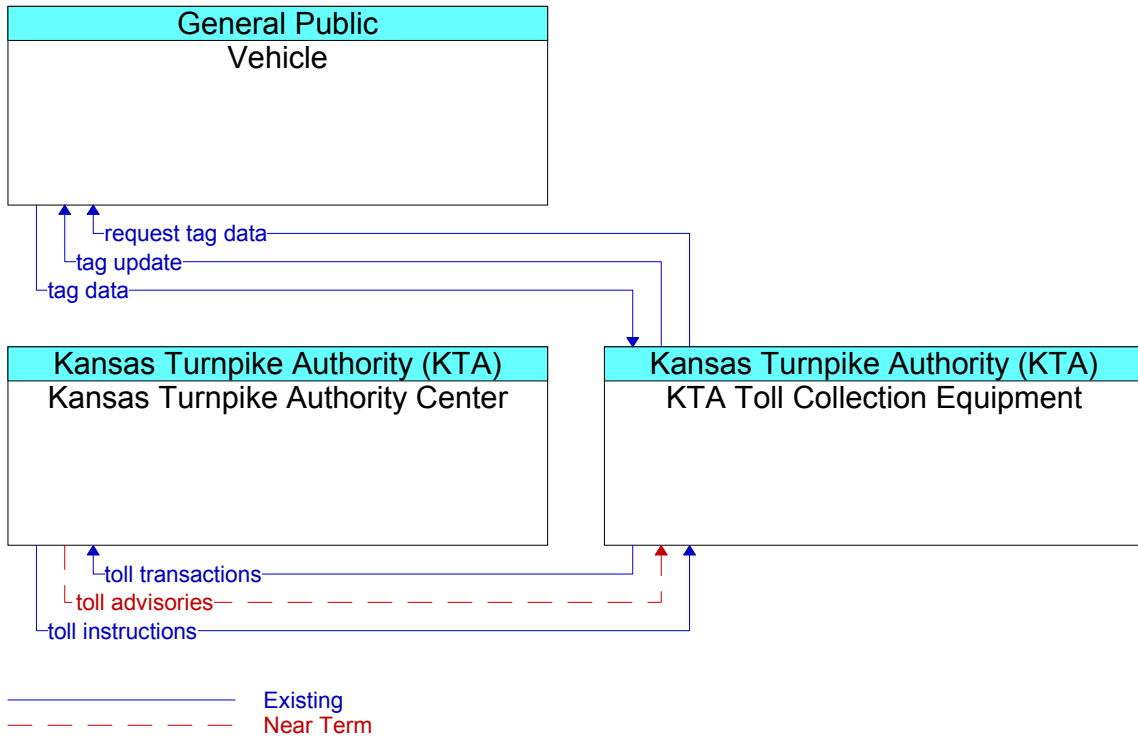 General Public
Vehicle
request tag data
tag update
tag data
Kansas Turnpike Authority (KTA)
Kansas Turnpike Authority Center
Kansas Turnpike Authority (KTA)
KTA Toll Collection Equipment
toll transactions
toll advisories
toll instructions
Existing
Near Term